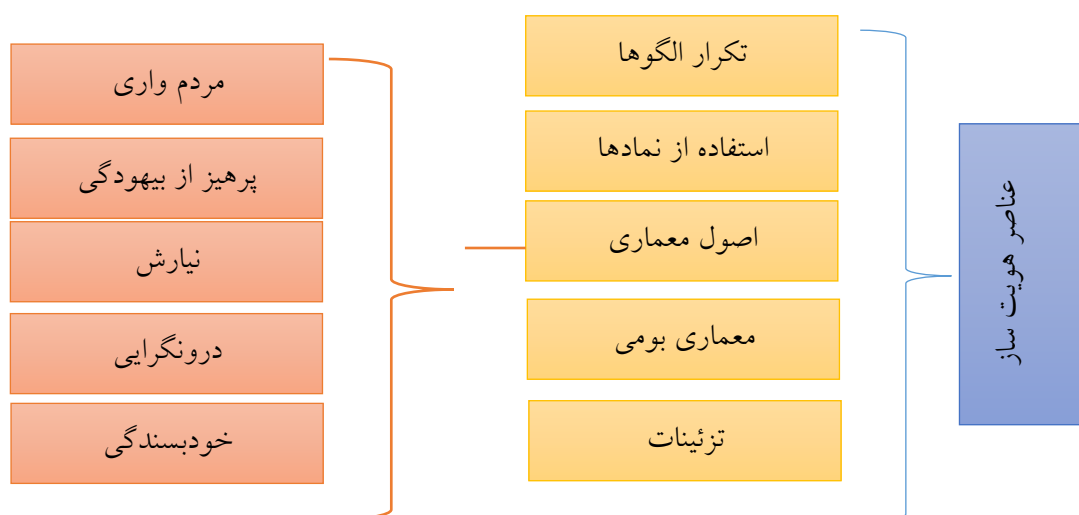 عناصر هویت ساز
تکرار الگوها
استفاده از نمادها
اصول معماری
معماری بومی
تزئینات
مردم واری
پرهیز از بیهودگی
نیارش
درونگرایی
خودبسندگی